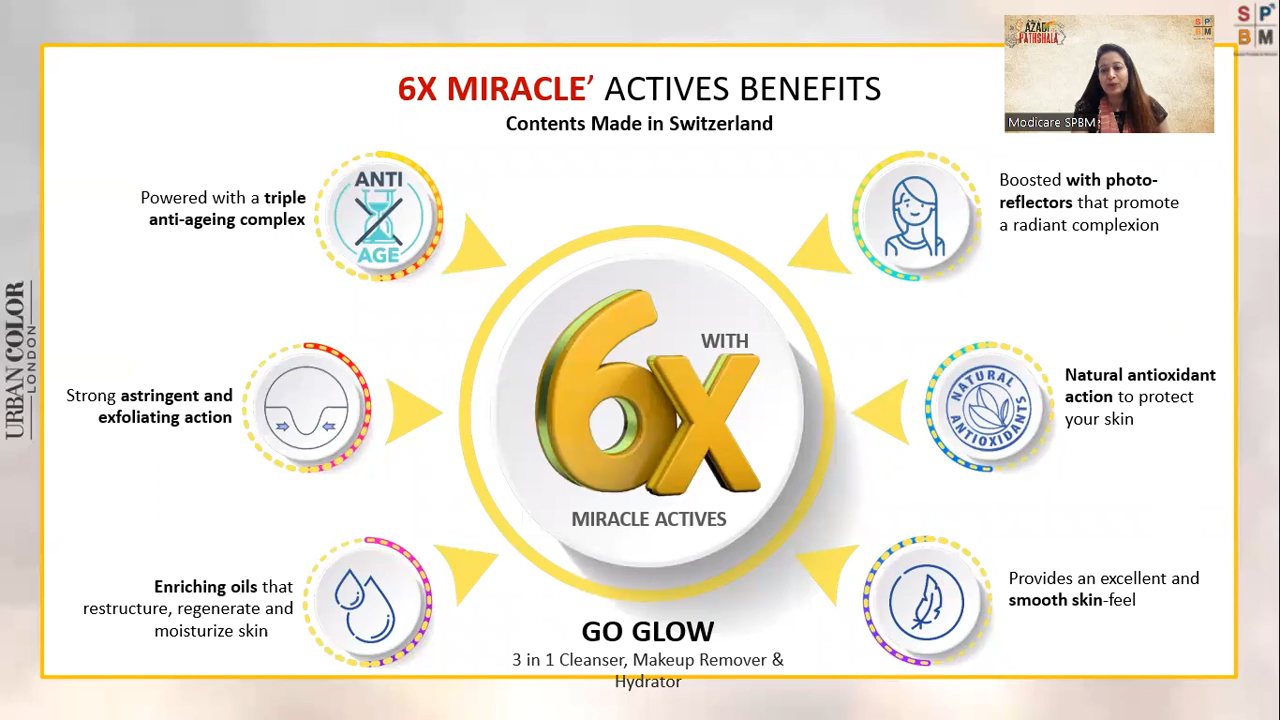 6X MIRACLE’ ACTIVES BENEFITS
Contents Made in Switzerland
Powered with a triple
anti-ageing complex
ANTI
AGE
Strong astringent and
exfoliating action
Enriching oils that
restructure, regenerate and
moisturize skin
WITH
6x
MIRACLE ACTIVES
GO GLOW
3 in 1 Cleanser, Makeup Remover &
Hydrator
Boosted with photo-
reflectors that promote
a radiant complexion
Natural antioxidant
action to protect
your skin
NATURAL
ANTIOXIDANTS
Provides an excellent and
smooth skin-feel
URBAN COLOR
LONDON
AZADI
PATHSHALA
Modicare SPBM
S P
B M
S P
B M